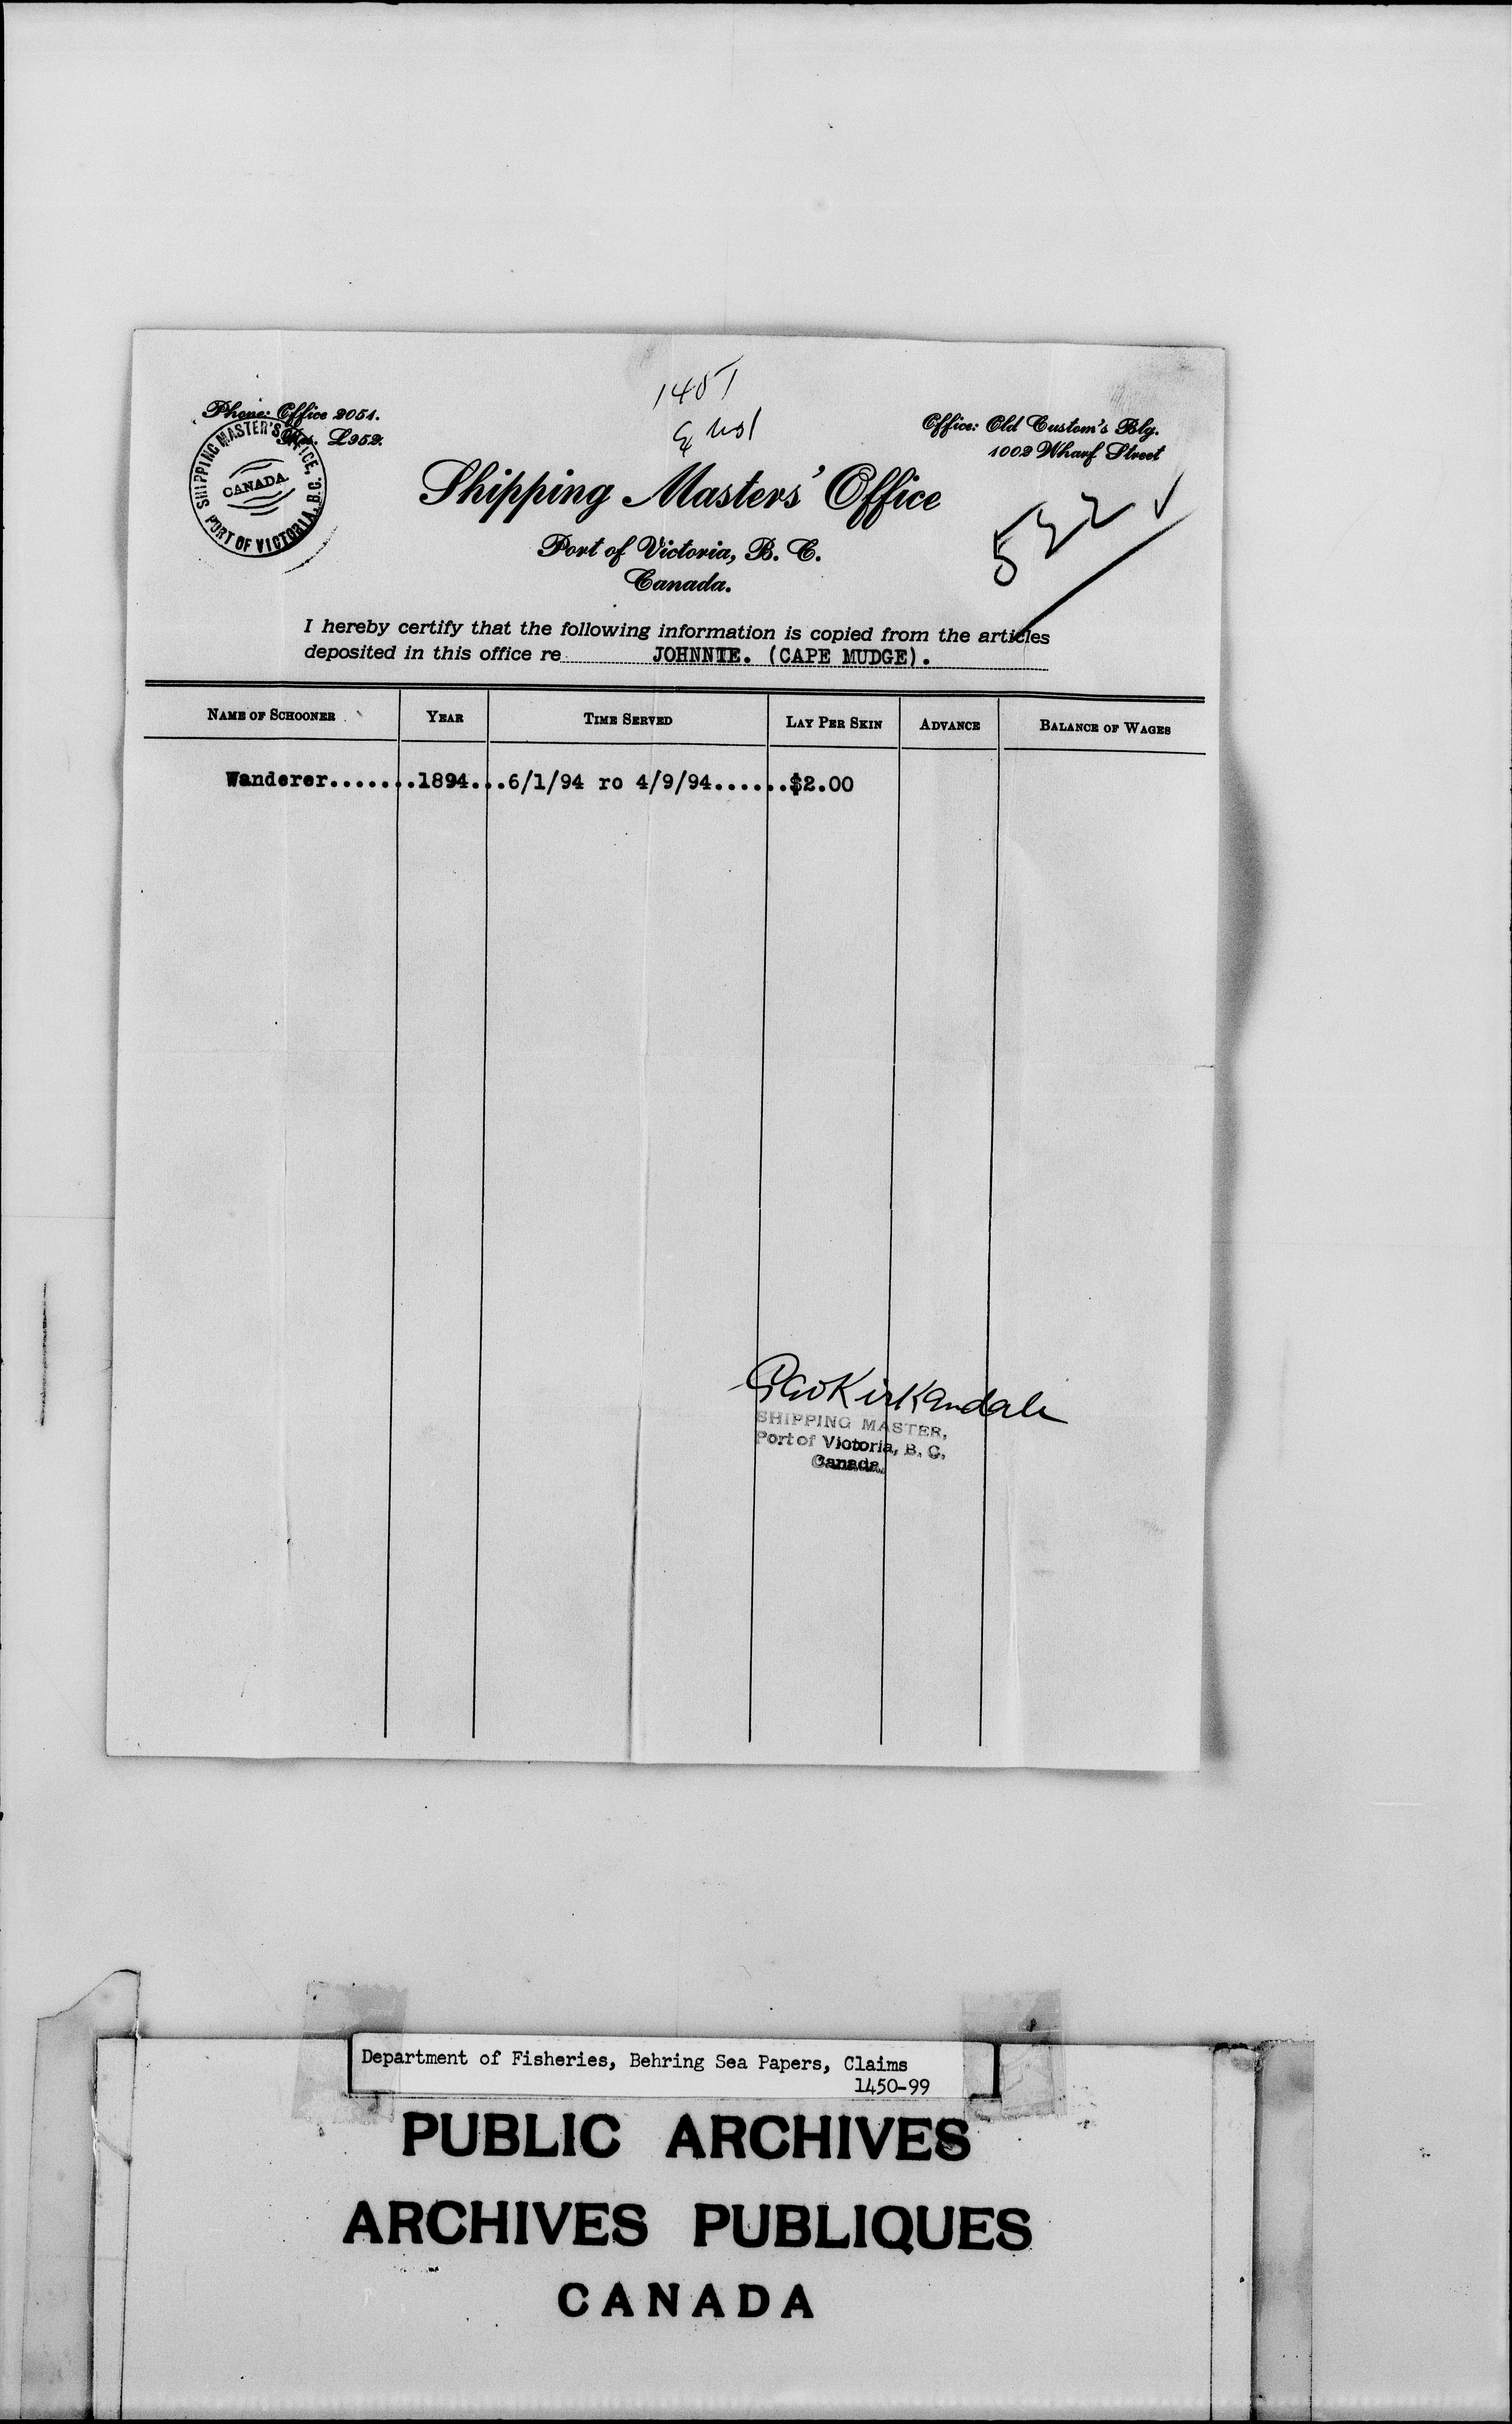 1451
Phone: Office 2051.
Res. L952.
SHIPPING MASTER'S OFFICE,
CANADA
PORT OF VICTORIA, B.C.
Office: Old Custom's Blg.
1002 Wharf Street
Shipping Masters' Office
532 ✓
Port of Victoria, B. C.
Canada.
I hereby certify that the following information is copied from the articles
deposited in this office re JOHNNIE. (CAPE MUDGE).
NAME OF SCHOONER YEAR TIME SERVED LAY PER SKIN ADVANCE BALANCE OF WAGES
Wanderer.......1894...6/1/94 ro 4/9/94.......$2.00
Kirkendale
SHIPPING MASTER,
Port of Victoria, B. C,
Canada.
Department of Fisheries, Behring Sea Papers, Claims
1450-99
PUBLIC ARCHIVES
ARCHIVES PUBLIQUES
CANADA